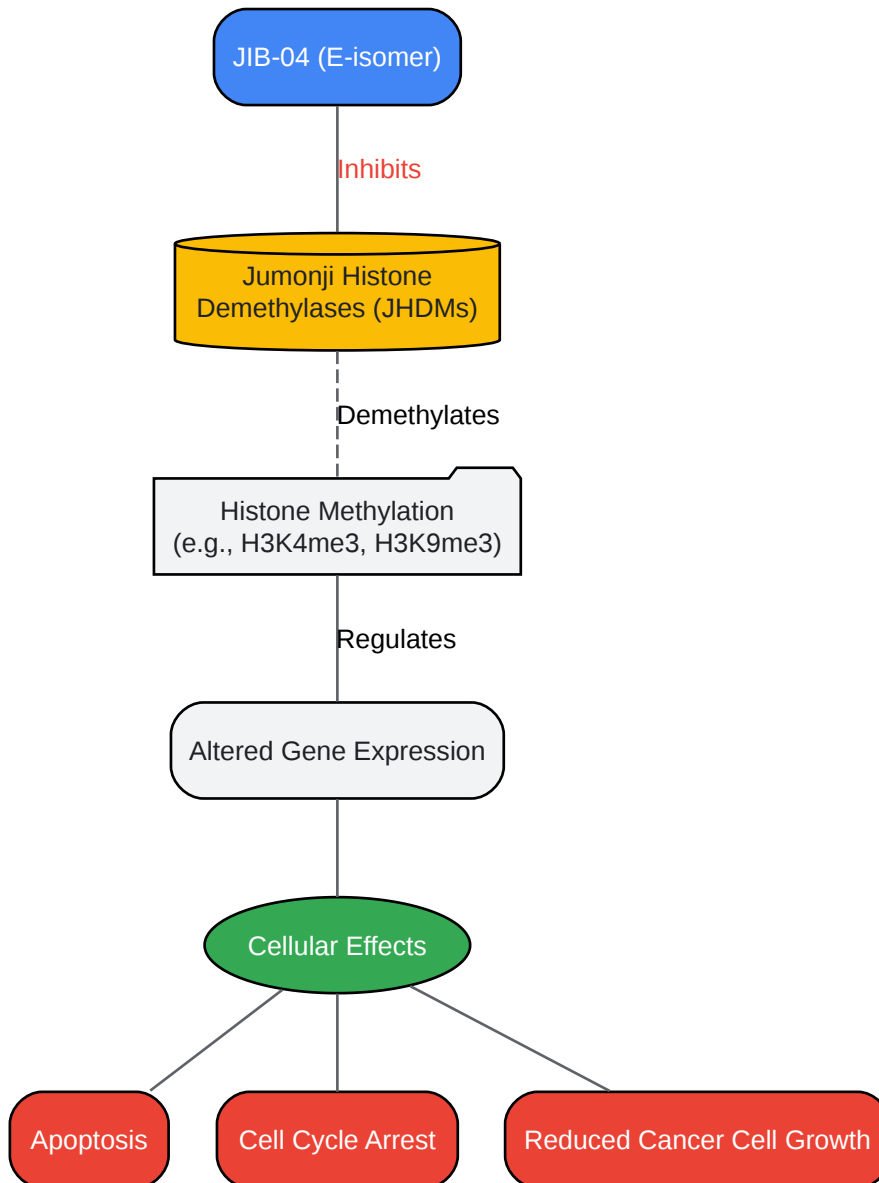 JIB-04 (E-isomer)
Inhibits
Jumonji Histone
Demethylases (JHDMs)
Demethylates
Histone Methylation
(e.g., H3K4me3, H3K9me3)
Regulates
Altered Gene Expression
Cellular Effects
Apoptosis
Cell Cycle Arrest
Reduced Cancer Cell Growth